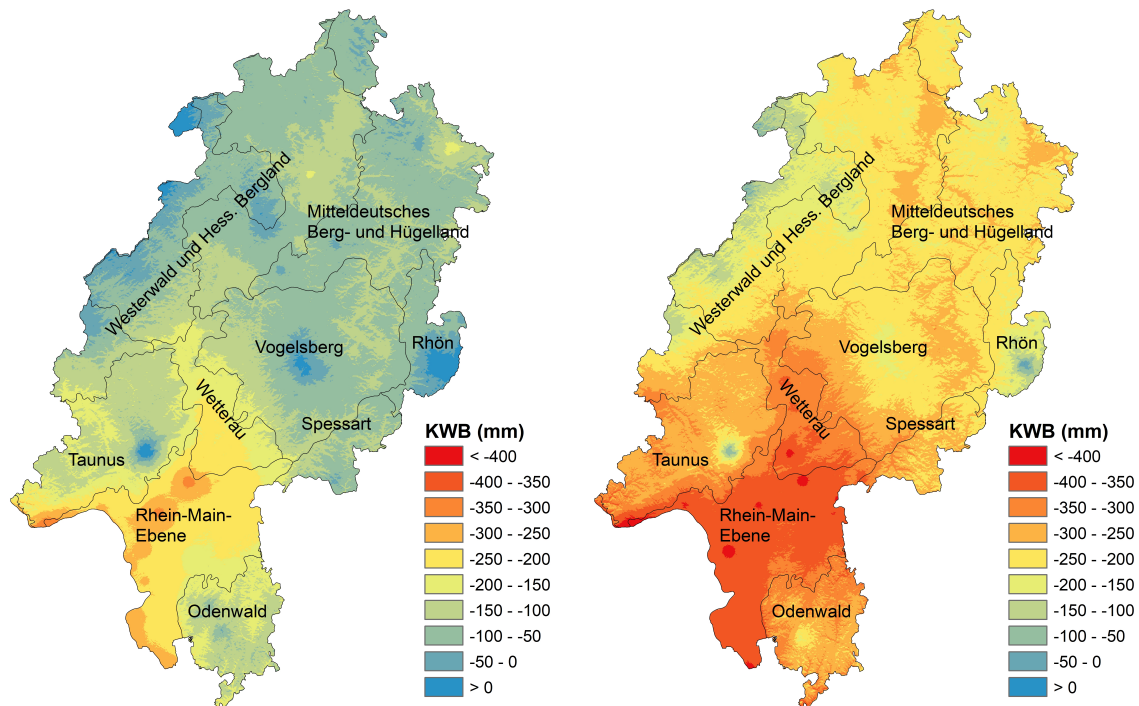 Westerwald und Hess. Bergland
Mitteldeutsches
Berg- und Hügelland
Vogelsberg
Rhön
Wetterau
Spessart
Taunus
Rhein-Main-
Ebene
Odenwald
KWB (mm)
< -400
-400 - -350
-350 - -300
-300 - -250
-250 - -200
-200 - -150
-150 - -100
-100 - -50
-50 - 0
> 0
Westerwald und Hess. Bergland
Mitteldeutsches
Berg- und Hügelland
Vogelsberg
Rhön
Wetterau
Spessart
Taunus
Rhein-Main-
Ebene
Odenwald
KWB (mm)
< -400
-400 - -350
-350 - -300
-300 - -250
-250 - -200
-200 - -150
-150 - -100
-100 - -50
-50 - 0
> 0